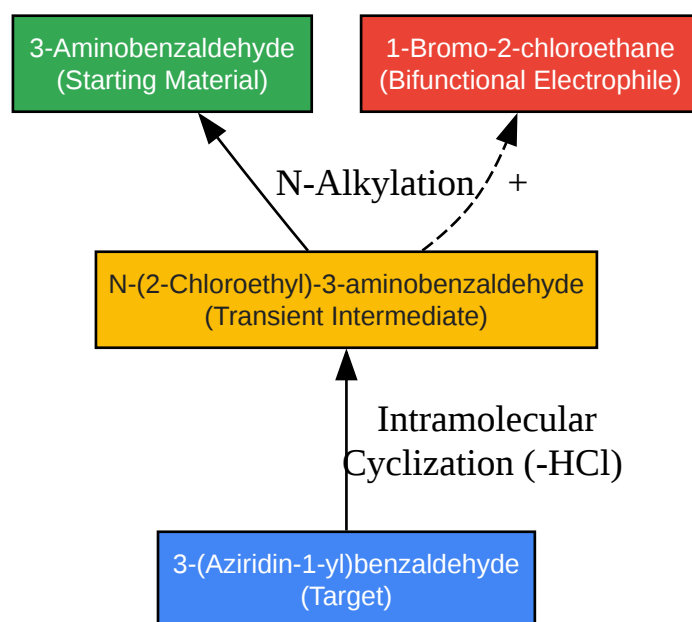 3-Aminobenzaldehyde
(Starting Material)
1-Bromo-2-chloroethane
(Bifunctional Electrophile)
N-Alkylation +
N-(2-Chloroethyl)-3-aminobenzaldehyde
(Transient Intermediate)
Intramolecular
Cyclization (-HCl)
3-(Aziridin-1-yl)benzaldehyde
(Target)